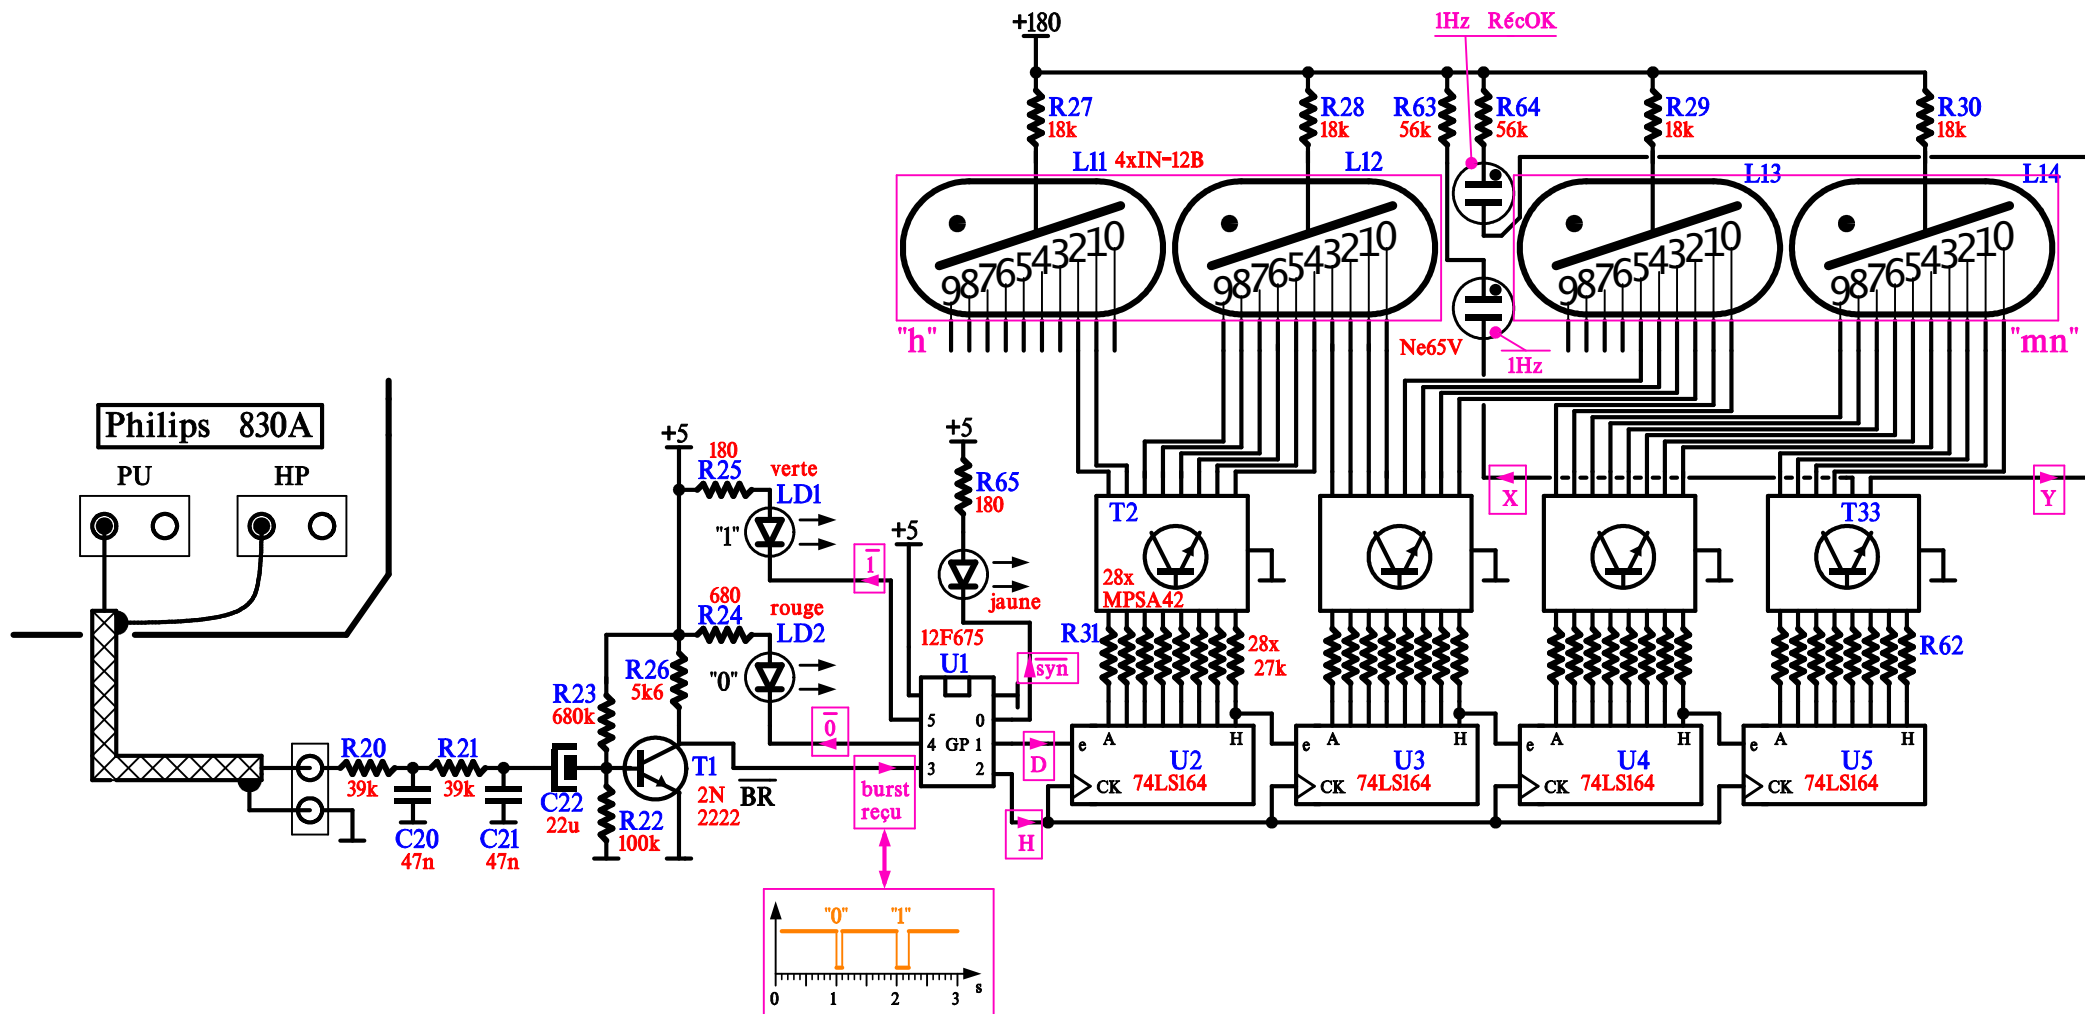 +180
1Hz RécOK
R27
18k
R28
18k
R63
56k
R64
56k
R29
18k
R30
18k
L11 4xIN-12B
L12
L13
L14
9876543210
9876543210
9876543210
9876543210
"h"
Ne65V
1Hz
"mn"
Philips 830A
PU
HP
+5
180
R25
verte
LD1
"1"
+5
R65
180
+5
1
jaune
680
R24
rouge
LD2
"0"
0
R26
5k6
R23
680k
12F675
U1
syn
5
4
3
GP
0
1
2
X
Y
T2
28x
MPSA42
T33
R31
28x
27k
R62
R20
39k
R21
39k
C20
47n
C21
47n
C22
22u
R22
100k
T1
2N
2222
BR
burst
reçu
D
H
A H
e
CK
U2
74LS164
A H
e
CK
U3
74LS164
A H
e
CK
U4
74LS164
A H
e
CK
U5
74LS164
"0" "1"
0 1 2 3 s